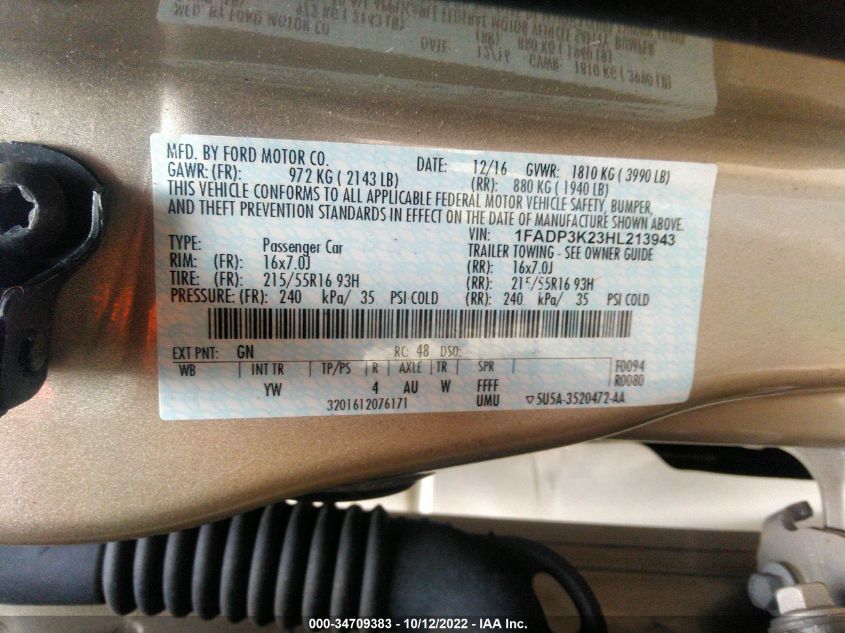 MFD. BY FORD MOTOR CO. DATE: 12/16 GVWR: 1810 KG ( 3990 LB)
GAWR: (FR): 972 KG ( 2143 LB) (RR): 880 KG ( 1940 LB)
THIS VEHICLE CONFORMS TO ALL APPLICABLE FEDERAL MOTOR VEHICLE SAFETY, BUMPER,
AND THEFT PREVENTION STANDARDS IN EFFECT ON THE DATE OF MANUFACTURE SHOWN ABOVE.
VIN: 1FADP3K23HL213943
TYPE: Passenger Car TRAILER TOWING - SEE OWNER GUIDE
RIM: (FR): 16x7.0J (RR): 16x7.0J
TIRE: (FR): 215/55R16 93H (RR): 215/55R16 93H
PRESSURE: (FR): 240 kPa/ 35 PSI COLD (RR): 240 kPa/ 35 PSI COLD
EXT PNT: GN RC: 48 DSO:
WB INT TR TP/PS R AXLE TR SPR F0094
YW 4 AU W FFFF R0080
3201612076171 UMU ▽5U5A-3520472-AA
000-34709383 - 10/12/2022 - IAA Inc.